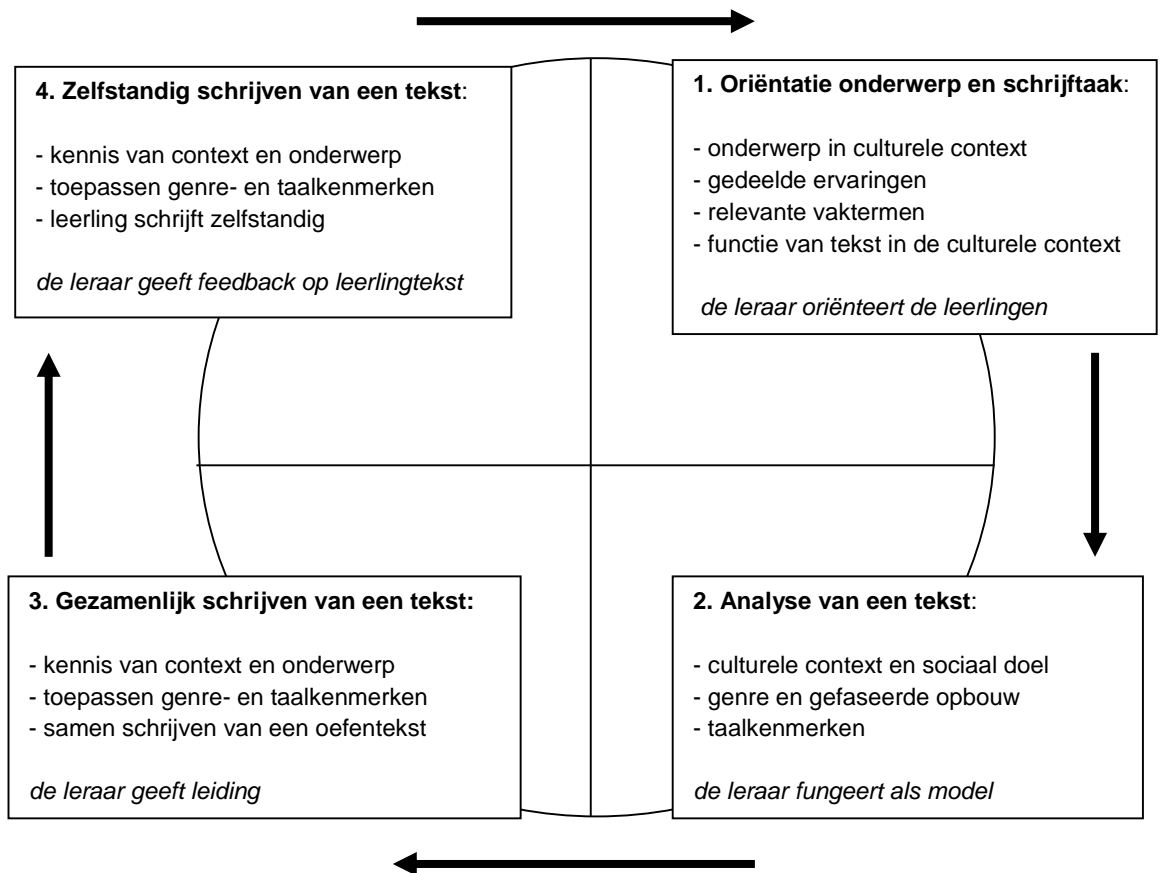 1. Oriëntatie onderwerp en schrijftaak:
- onderwerp in culturele context
- gedeelde ervaringen
- relevante vaktermen
- functie van tekst in de culturele context
de leraar oriënteert de leerlingen
2. Analyse van een tekst:
- culturele context en sociaal doel
- genre en gefaseerde opbouw
- taalkenmerken
de leraar fungeert als model
3. Gezamenlijk schrijven van een tekst:
- kennis van context en onderwerp
- toepassen genre- en taalkenmerken
- samen schrijven van een oefentekst
de leraar geeft leiding
4. Zelfstandig schrijven van een tekst:
- kennis van context en onderwerp
- toepassen genre- en taalkenmerken
- leerling schrijft zelfstandig
de leraar geeft feedback op leerlingtekst